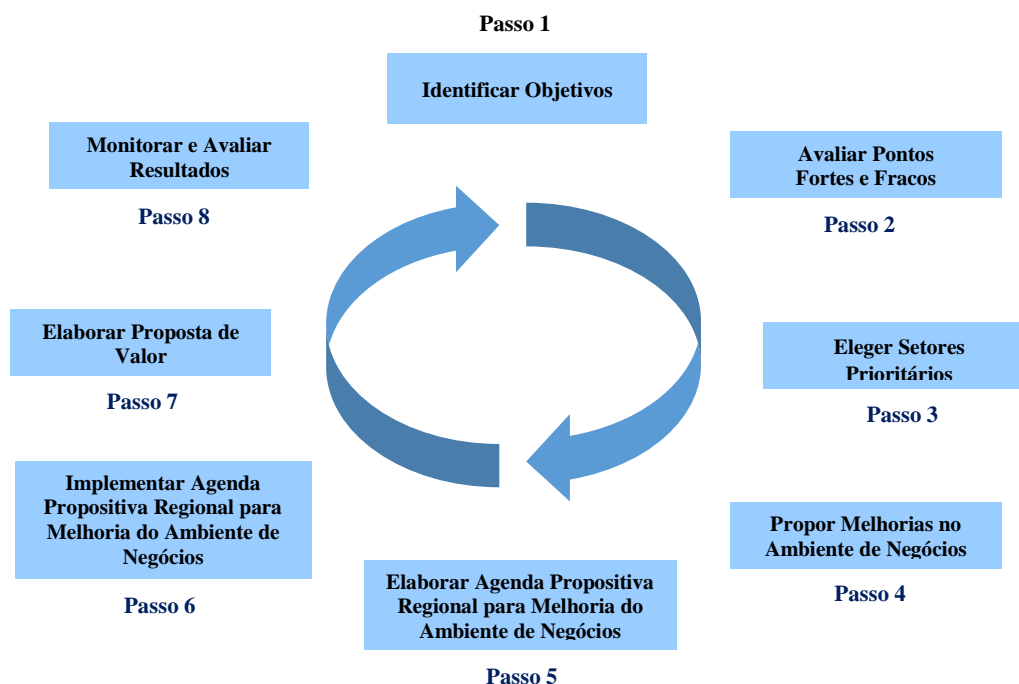 Passo 1
Identificar Objetivos
Avaliar Pontos
Fortes e Fracos
Passo 2
Eleger Setores
Prioritários
Passo 3
Propor Melhorias no
Ambiente de Negócios
Passo 4
Elaborar Agenda Propositiva
Regional para Melhoria do
Ambiente de Negócios
Passo 5
Implementar Agenda
Propositiva Regional para
Melhoria do Ambiente de
Negócios
Passo 6
Elaborar Proposta de
Valor
Passo 7
Monitorar e Avaliar
Resultados
Passo 8